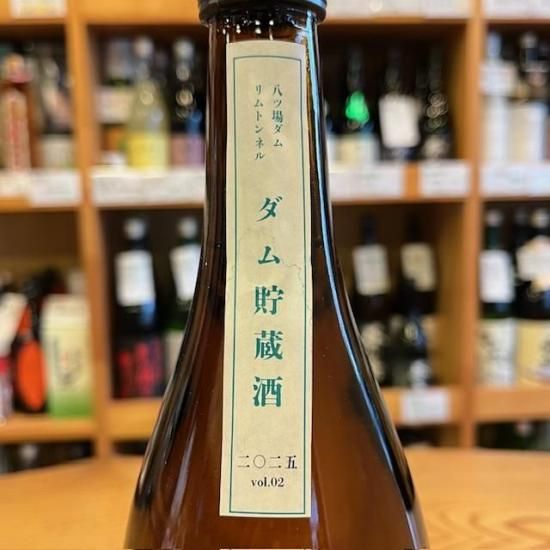 八ッ場ダム
リムトンネル
ダム貯蔵酒
二〇二五
vol.02